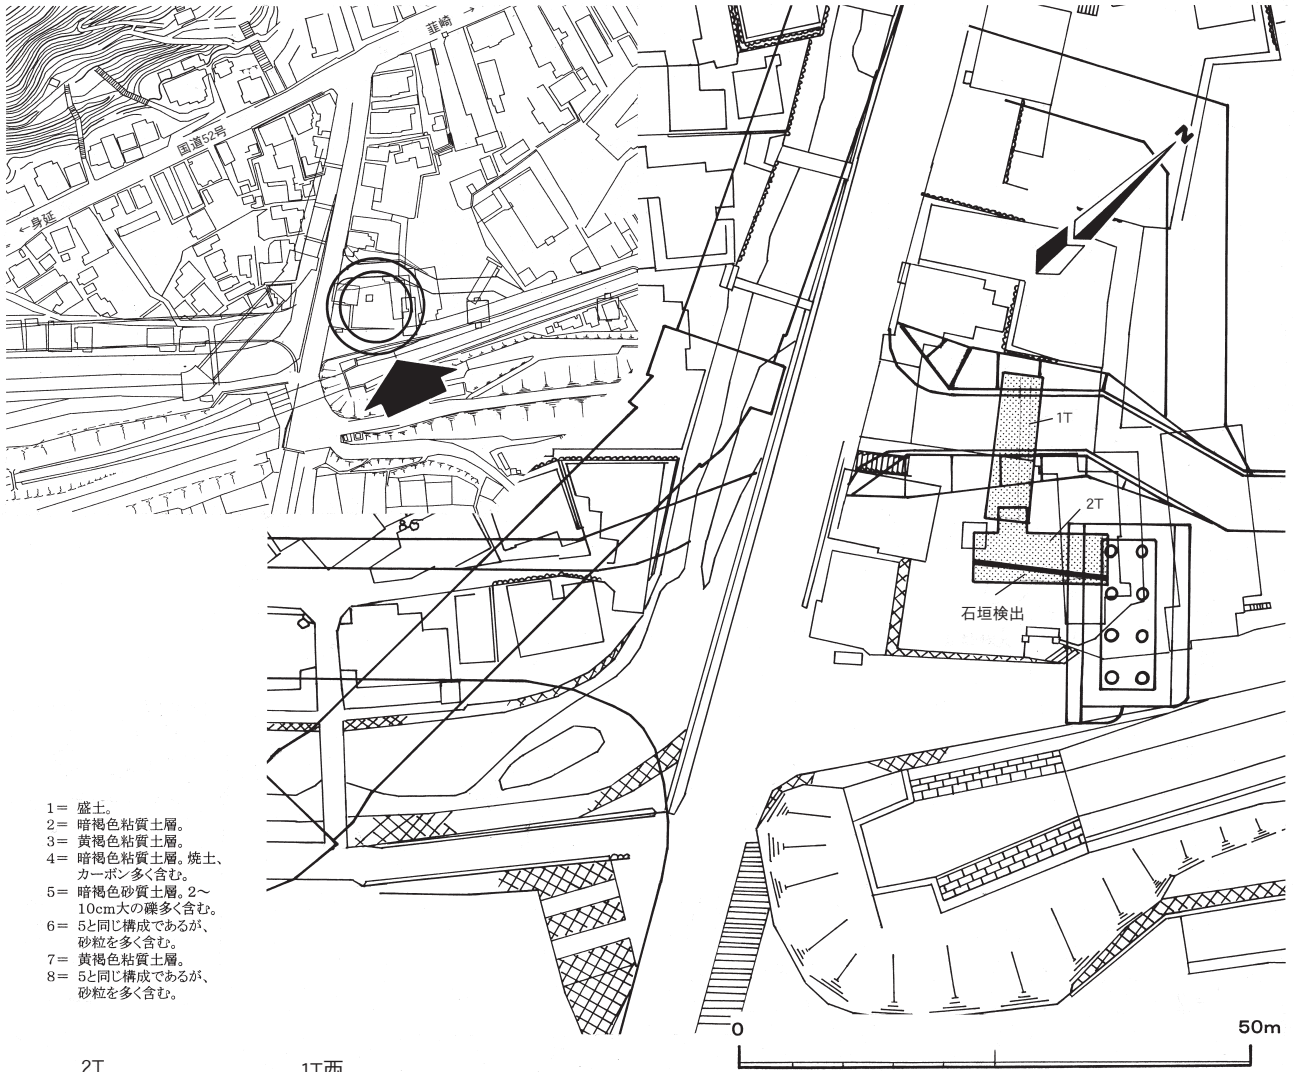 韮崎
国道52号
←身延
N
1T
2T
石垣検出
1＝ 盛土。
2＝ 暗褐色粘質土層。
3＝ 黄褐色粘質土層。
4＝ 暗褐色粘質土層。焼土、
カーボン多く含む。
5＝ 暗褐色砂質土層。2～
10cm大の礫多く含む。
6＝ 5と同じ構成であるが、
砂粒を多く含む。
7＝ 黄褐色粘質土層。
8＝ 5と同じ構成であるが、
砂粒を多く含む。
0 50m
2T 1T西